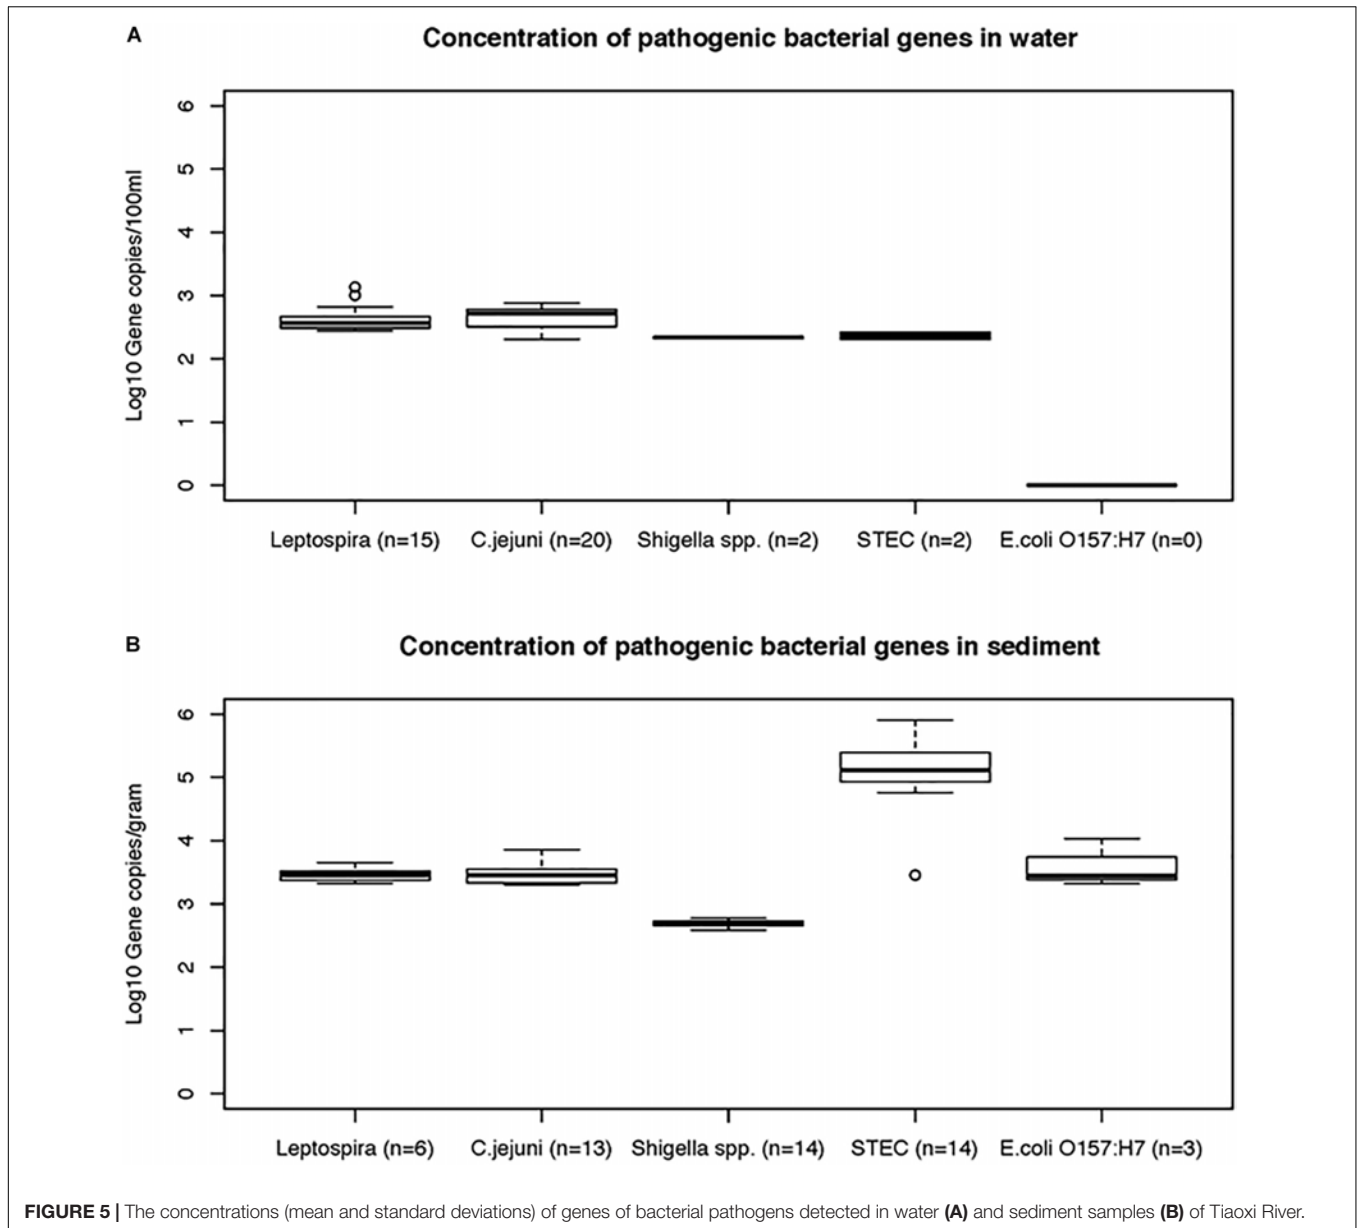 A
Concentration of pathogenic bacterial genes in water
Log10 Gene copies/100ml
6
5
4
3
2
1
0
Leptospira (n=15) C.jejuni (n=20) Shigella spp. (n=2) STEC (n=2) E.coli O157:H7 (n=0)
B
Concentration of pathogenic bacterial genes in sediment
Log10 Gene copies/gram
6
5
4
3
2
1
0
Leptospira (n=6) C.jejuni (n=13) Shigella spp. (n=14) STEC (n=14) E.coli O157:H7 (n=3)
FIGURE 5 | The concentrations (mean and standard deviations) of genes of bacterial pathogens detected in water (A) and sediment samples (B) of Tiaoxi River.